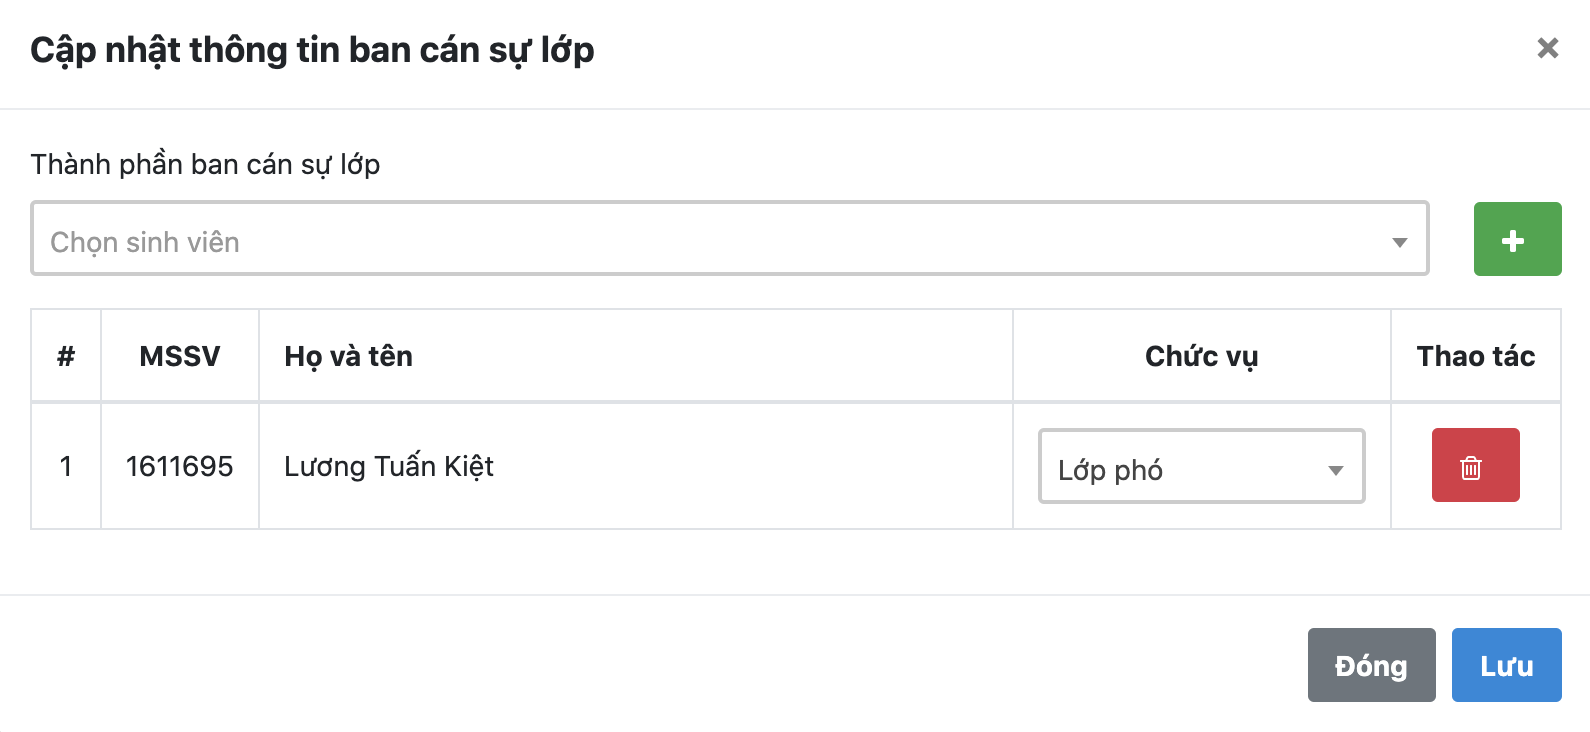 Cập nhật thông tin ban cán sự lớp
Thành phần ban cán sự lớp
Chọn sinh viên
# MSSV Họ và tên Chức vụ Thao tác
1 1611695 Lương Tuấn Kiệt Lớp phó
Đóng Lưu